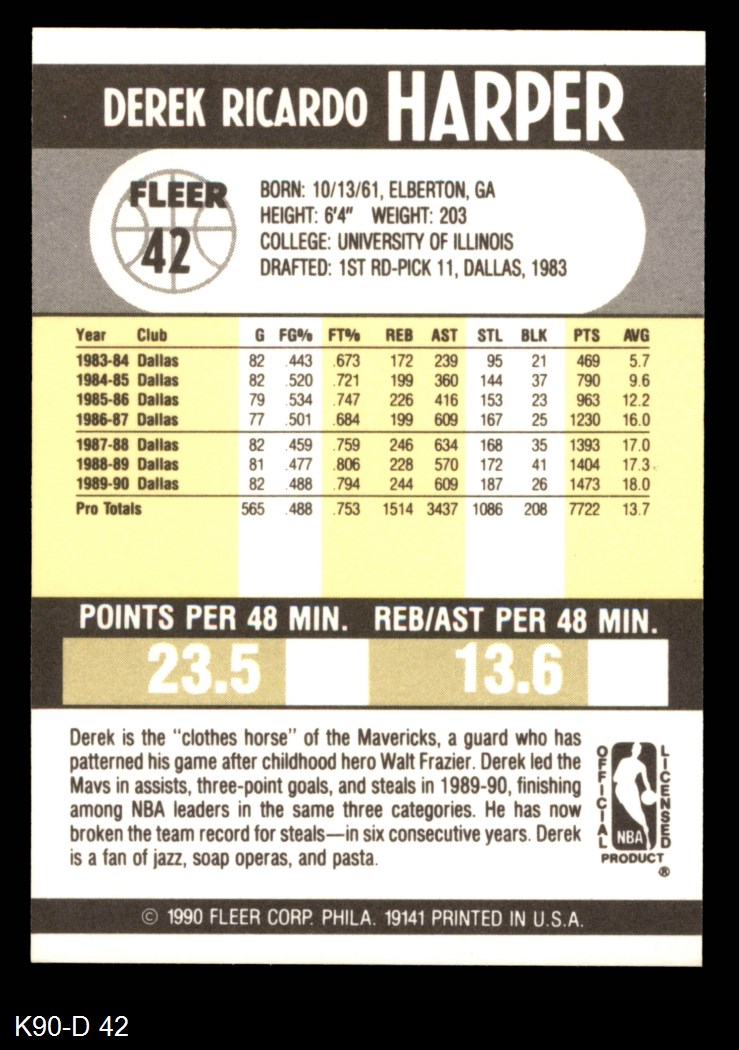 DEREK RICARDO HARPER
FLEER
42
BORN: 10/13/61, ELBERTON, GA
HEIGHT: 6'4" WEIGHT: 203
COLLEGE: UNIVERSITY OF ILLINOIS
DRAFTED: 1ST RD-PICK 11, DALLAS, 1983
Year Club G FG% FT% REB AST STL BLK PTS AVG
1983-84 Dallas 82 .443 .673 172 239 95 21 469 5.7
1984-85 Dallas 82 .520 .721 199 360 144 37 790 9.6
1985-86 Dallas 79 .534 .747 226 416 153 23 963 12.2
1986-87 Dallas 77 .501 .684 199 609 167 25 1230 16.0
1987-88 Dallas 82 .459 .759 246 634 168 35 1393 17.0
1988-89 Dallas 81 .477 .806 228 570 172 41 1404 17.3
1989-90 Dallas 82 .488 .794 244 609 187 26 1473 18.0
Pro Totals 565 .488 .753 1514 3437 1086 208 7722 13.7
POINTS PER 48 MIN. REB/AST PER 48 MIN.
23.5 13.6
Derek is the "clothes horse" of the Mavericks, a guard who has
patterned his game after childhood hero Walt Frazier. Derek led the
Mavs in assists, three-point goals, and steals in 1989-90, finishing
among NBA leaders in the same three categories. He has now
broken the team record for steals—in six consecutive years. Derek
is a fan of jazz, soap operas, and pasta.
OFFICIAL LICENSED
NBA
PRODUCT
®
© 1990 FLEER CORP. PHILA. 19141 PRINTED IN U.S.A.
K90-D 42